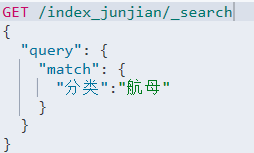 GET /index_junjian/_search
{
  "query": {
    "match": {
      "分类":"航母"
    }
  }
}